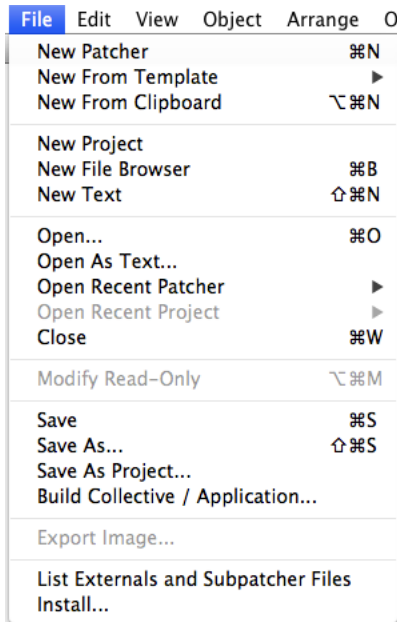 File Edit View Object Arrange O
New Patcher ⌘N
New From Template ▶
New From Clipboard ⌥⌘N
New Project
New File Browser ⌘B
New Text ⇧⌘N
Open... ⌘O
Open As Text...
Open Recent Patcher ▶
Open Recent Project ▶
Close ⌘W
Modify Read-Only ⌥⌘M
Save ⌘S
Save As... ⇧⌘S
Save As Project...
Build Collective / Application...
Export Image...
List Externals and Subpatcher Files
Install...